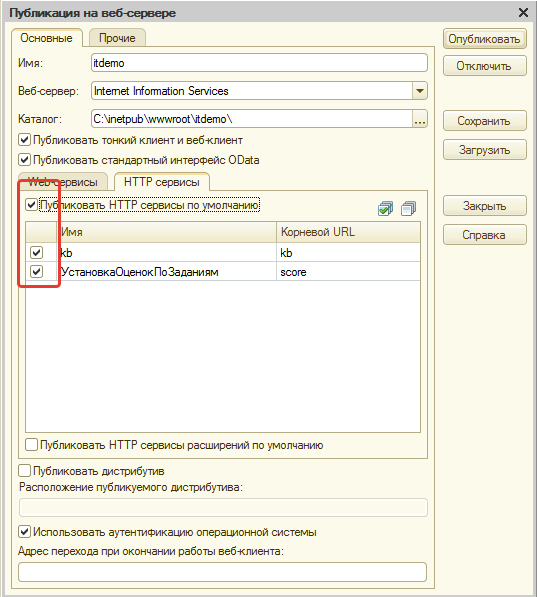 Публикация на веб-сервере
Основные Прочие
Опубликовать
Имя: itdemo
Отключить
Веб-сервер: Internet Information Services
Каталог: C:\inetpub\wwwroot\itdemo\ ...
Сохранить
Публиковать тонкий клиент и веб-клиент
Загрузить
Публиковать стандартный интерфейс OData
Web-сервисы HTTP сервисы
Публиковать HTTP сервисы по умолчанию
Закрыть
Имя Корневой URL
Справка
kb kb
УстановкаОценокПоЗаданиям score
Публиковать HTTP сервисы расширений по умолчанию
Публиковать дистрибутив
Расположение публикуемого дистрибутива:
Использовать аутентификацию операционной системы
Адрес перехода при окончании работы веб-клиента: